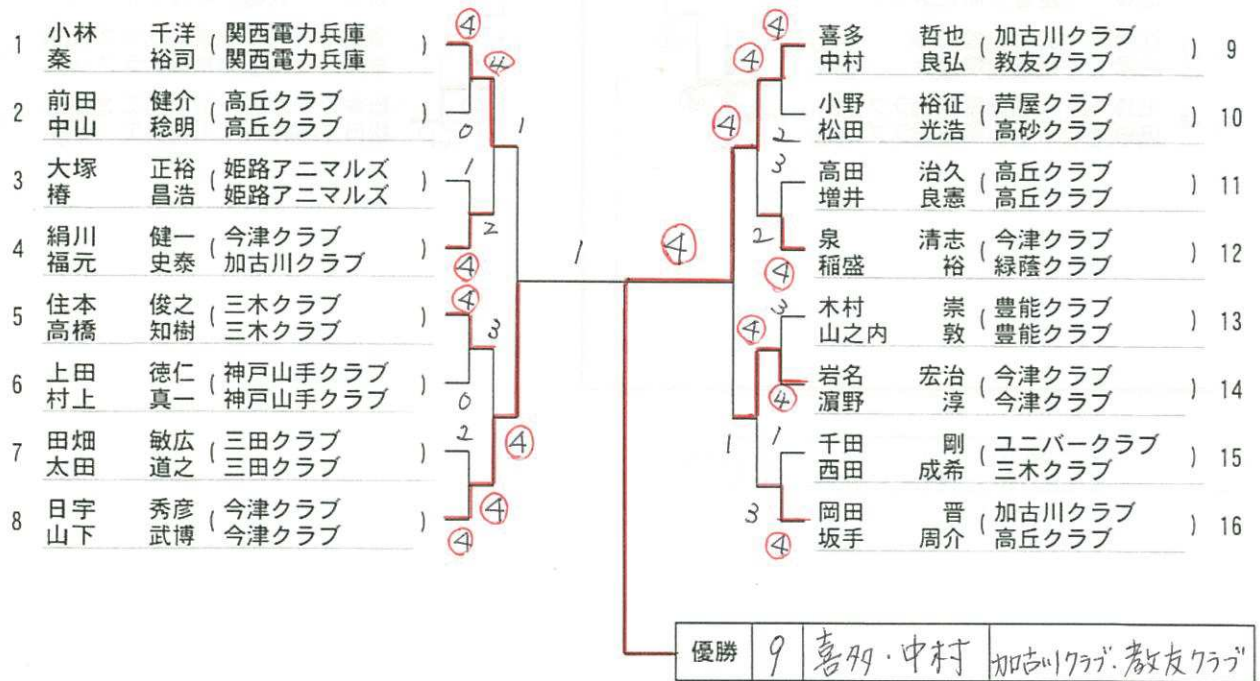 1 小林 千洋 ( 関西電力兵庫 )
秦 裕司 関西電力兵庫
2 前田 健介 ( 高丘クラブ )
中山 稔明 高丘クラブ
3 大塚 正裕 ( 姫路アニマルズ )
椿 昌浩 姫路アニマルズ
4 絹川 健一 ( 今津クラブ )
福元 史泰 加古川クラブ
5 住本 俊之 ( 三木クラブ )
高橋 知樹 三木クラブ
6 上田 徳仁 ( 神戸山手クラブ )
村上 真一 神戸山手クラブ
7 田畑 敏広 ( 三田クラブ )
太田 道之 三田クラブ
8 日宇 秀彦 ( 今津クラブ )
山下 武博 今津クラブ
④
④
0
1
1
2
④
④
3
0
2
④
④
④
1
④
④
④
④
2
3
2
④
3
④
④
1
1
3
④
喜多 哲也 ( 加古川クラブ ) 9
中村 良弘 教友クラブ
小野 裕征 ( 芦屋クラブ ) 10
松田 光浩 高砂クラブ
高田 治久 ( 高丘クラブ ) 11
増井 良憲 高丘クラブ
泉 清志 ( 今津クラブ ) 12
稲盛 裕 緑蔭クラブ
木村 崇 ( 豊能クラブ ) 13
山之内 敦 豊能クラブ
岩名 宏治 ( 今津クラブ ) 14
濵野 淳 今津クラブ
千田 剛 ( ユニバークラブ ) 15
西田 成希 三木クラブ
岡田 晋 ( 加古川クラブ ) 16
坂手 周介 高丘クラブ
優勝 9 喜多・中村 加古川クラブ・教友クラブ